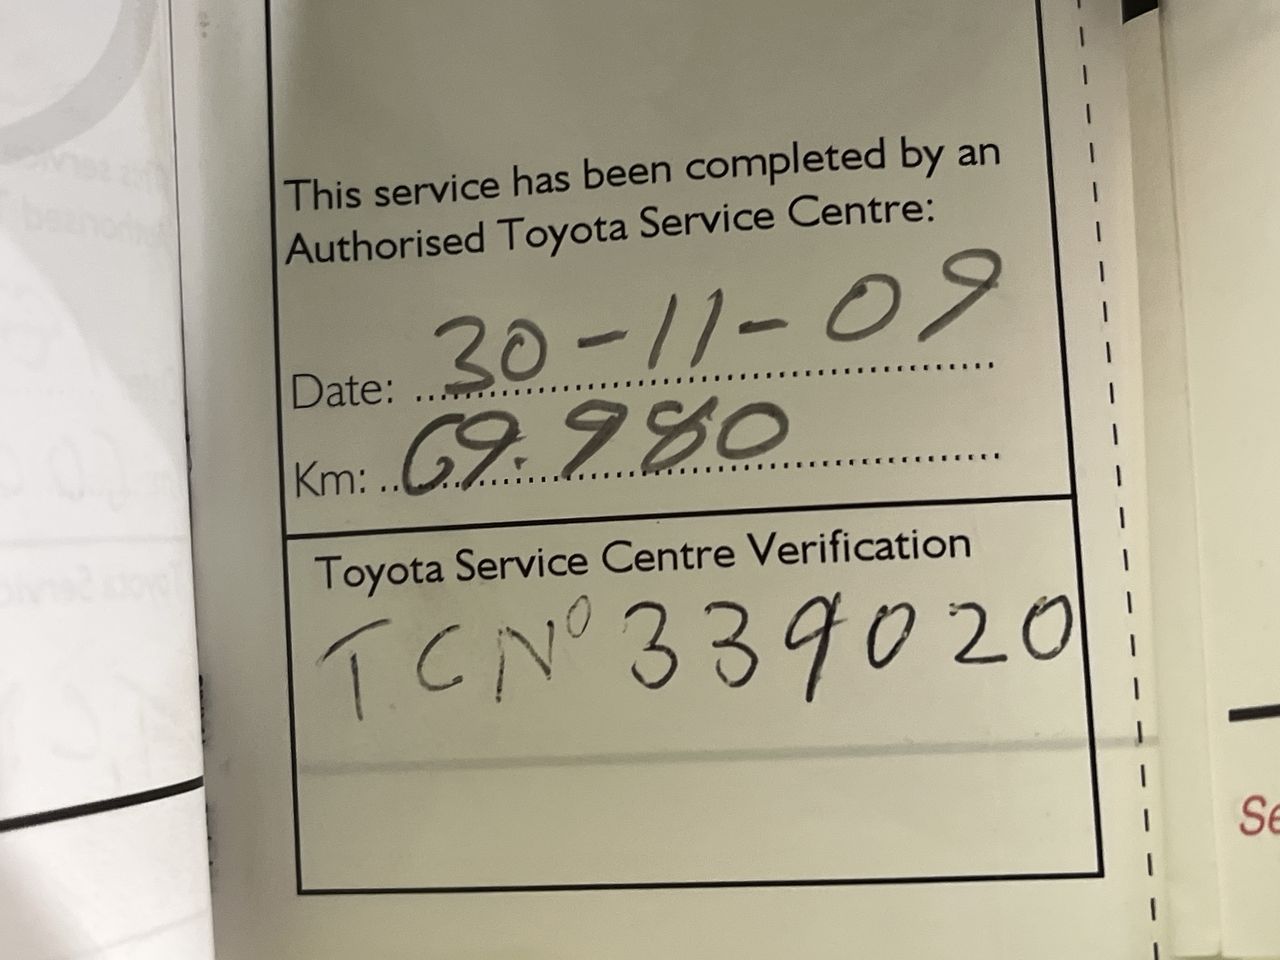 This service has been completed by an
Authorised Toyota Service Centre:
Date: 30-11-09
Km: 69.980
Toyota Service Centre Verification
T.C Nº 339020